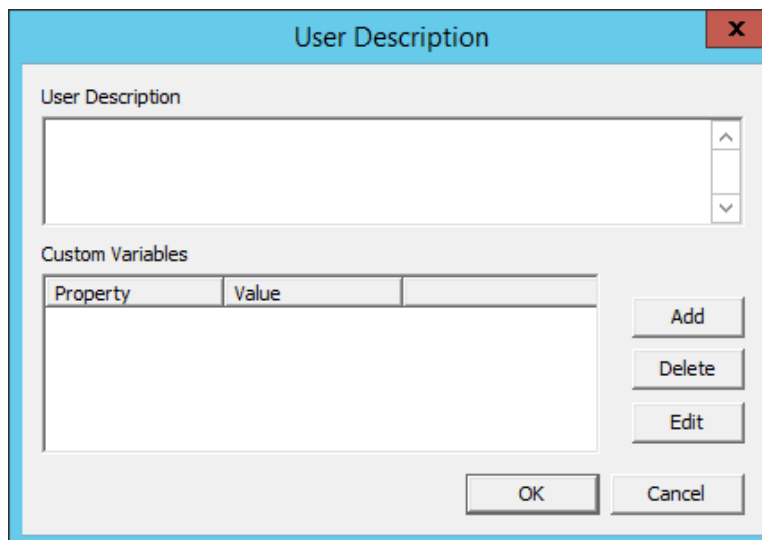 User Description
x
User Description
Custom Variables
Property Value
Add
Delete
Edit
OK Cancel